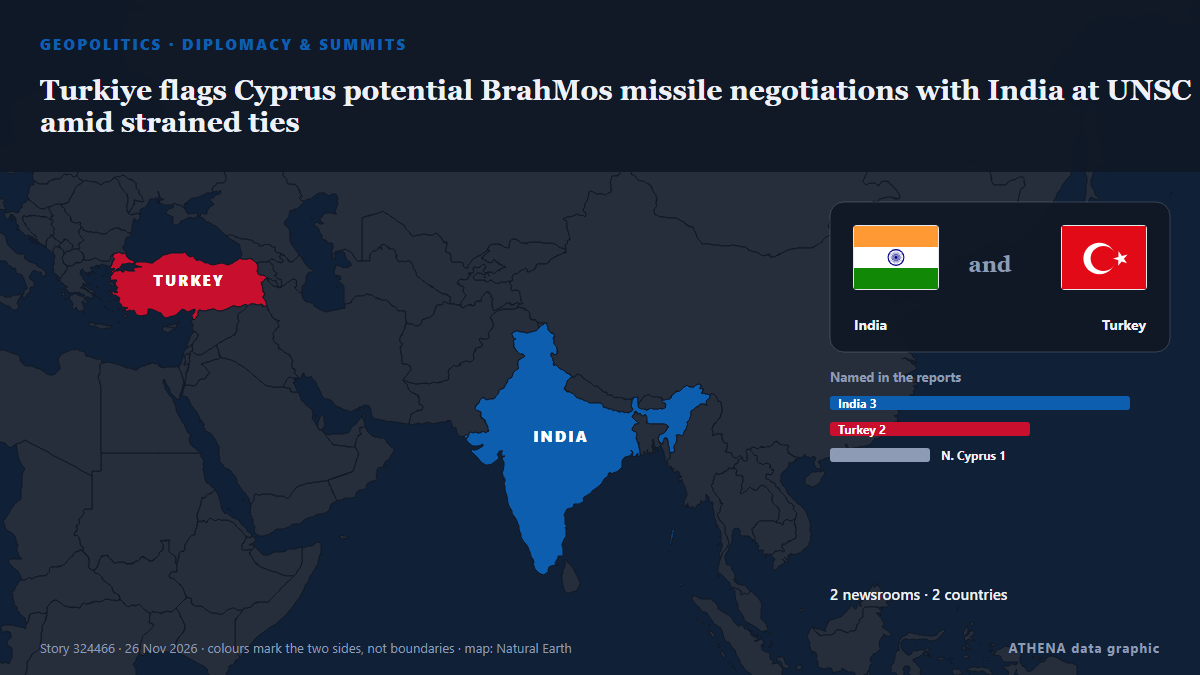 GEOPOLITICS · DIPLOMACY & SUMMITS
Turkiye flags Cyprus potential BrahMos missile negotiations with India at UNSC
amid strained ties
TURKEY
INDIA
and
India
Turkey
Named in the reports
India 3
Turkey 2
N. Cyprus 1
2 newsrooms · 2 countries
Story 324466 · 26 Nov 2026 · colours mark the two sides, not boundaries · map: Natural Earth
ATHENA data graphic